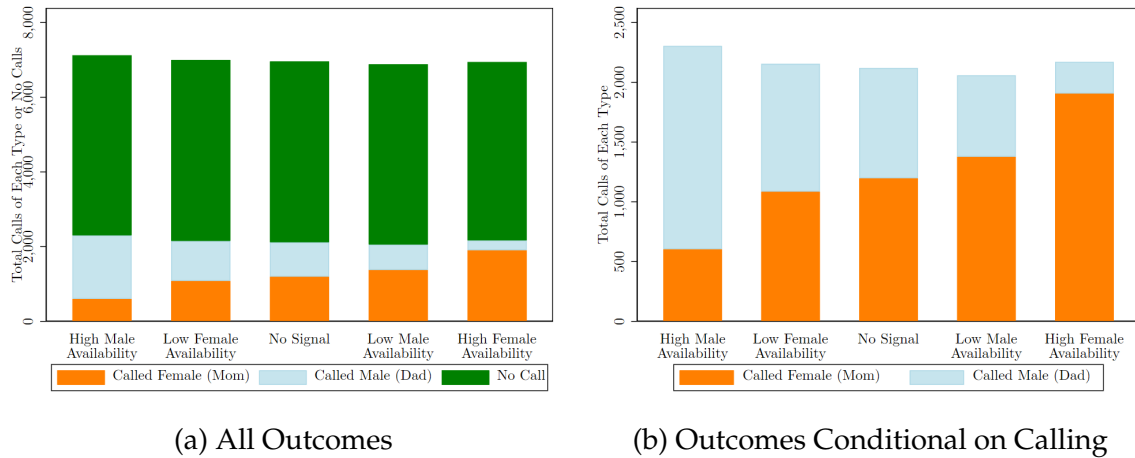 Total Calls of Each Type or No Calls
8,000
6,000
4,000
2,000
0
High Male
Availability
Low Female
Availability
No Signal
Low Male
Availability
High Female
Availability
Called Female (Mom)
Called Male (Dad)
No Call
(a) All Outcomes
Total Calls of Each Type
2,500
2,000
1,500
1,000
500
0
High Male
Availability
Low Female
Availability
No Signal
Low Male
Availability
High Female
Availability
Called Female (Mom)
Called Male (Dad)
(b) Outcomes Conditional on Calling